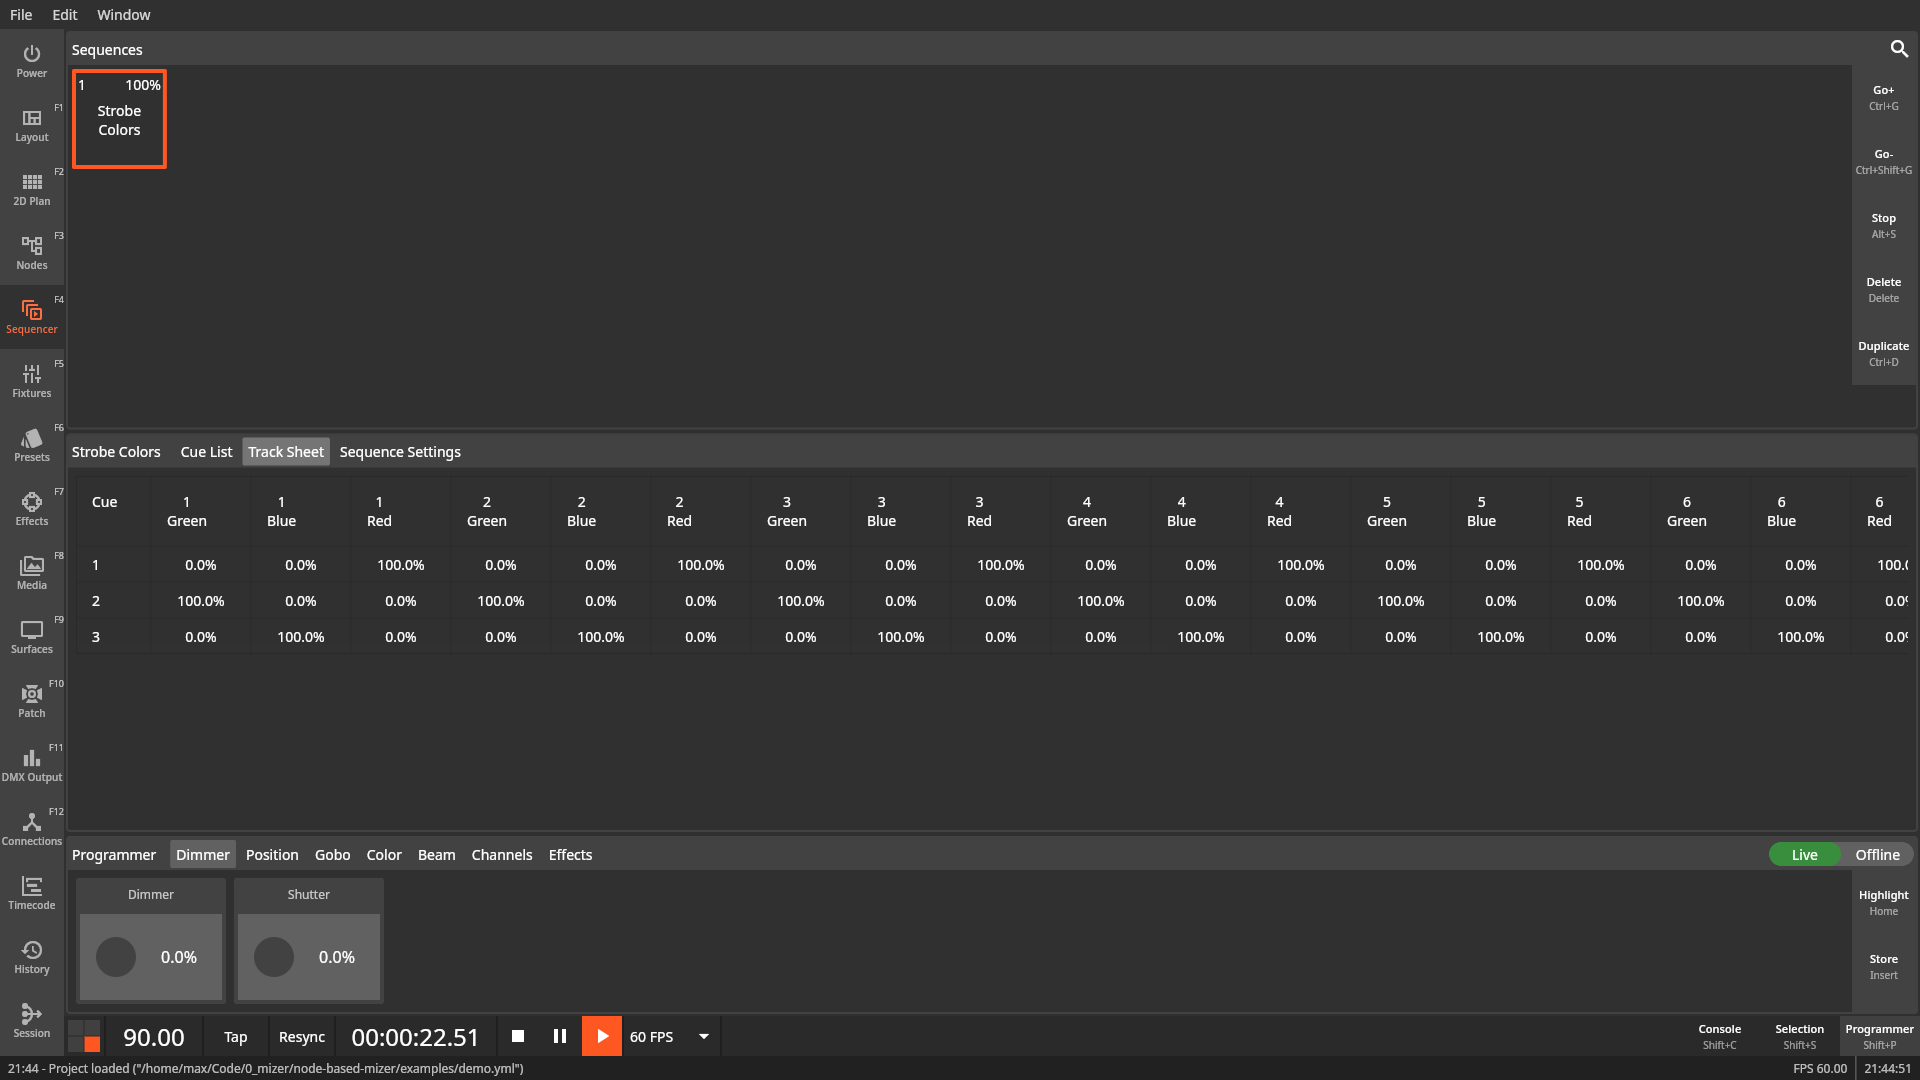 File Edit Window
Power
F1
Layout
F2
2D Plan
F3
Nodes
F4
Sequencer
F5
Fixtures
F6
Presets
F7
Effects
F8
Media
F9
Surfaces
F10
Patch
F11
DMX Output
F12
Connections
Timecode
History
Session
Sequences
1 100%
Strobe
Colors
Go+
Ctrl+G
Go-
Ctrl+Shift+G
Stop
Alt+S
Delete
Delete
Duplicate
Ctrl+D
Strobe Colors Cue List Track Sheet Sequence Settings
Cue 1 1 1 2 2 2 3 3 3 4 4 4 5 5 5 6 6 6
Green Blue Red Green Blue Red Green Blue Red Green Blue Red Green Blue Red Green Blue Red
1 0.0% 0.0% 100.0% 0.0% 0.0% 100.0% 0.0% 0.0% 100.0% 0.0% 0.0% 100.0% 0.0% 0.0% 100.0% 0.0% 0.0%
2 100.0% 0.0% 0.0% 100.0% 0.0% 0.0% 100.0% 0.0% 0.0% 100.0% 0.0% 0.0% 100.0% 0.0% 0.0% 100.0% 0.0%
3 0.0% 100.0% 0.0% 0.0% 100.0% 0.0% 0.0% 100.0% 0.0% 0.0% 100.0% 0.0% 0.0% 100.0% 0.0% 0.0% 100.0%
Programmer Dimmer Position Gobo Color Beam Channels Effects Live Offline
Dimmer
0.0%
Shutter
0.0%
Highlight
Home
Store
Insert
90.00 Tap Resync 00:00:22.51 60 FPS
Console
Shift+C
Selection
Shift+S
Programmer
Shift+P
21:44 - Project loaded ("/home/max/Code/0_mizer/node-based-mizer/examples/demo.yml") FPS 60.00 21:44:51